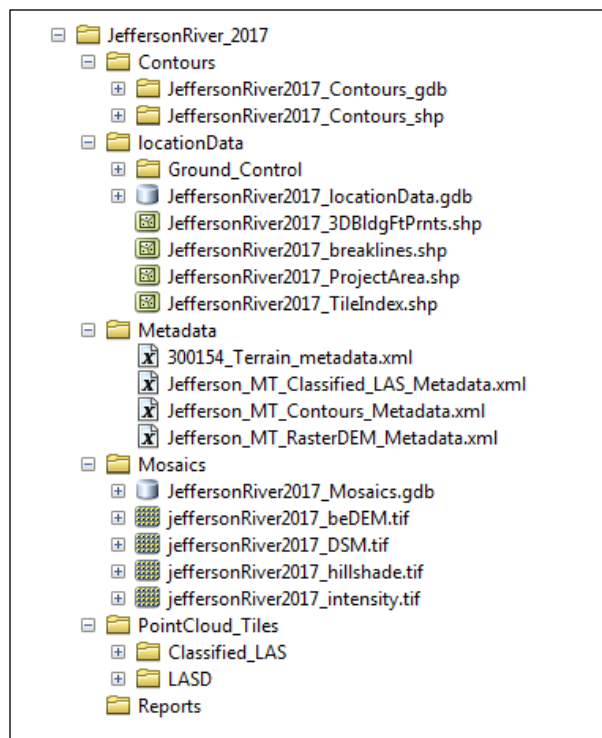 JeffersonRiver_2017
Contours
JeffersonRiver2017_Contours_gdb
JeffersonRiver2017_Contours_shp
locationData
Ground_Control
JeffersonRiver2017_locationData.gdb
JeffersonRiver2017_3DBldgFtPrnts.shp
JeffersonRiver2017_breaklines.shp
JeffersonRiver2017_ProjectArea.shp
JeffersonRiver2017_TileIndex.shp
Metadata
300154_Terrain_metadata.xml
Jefferson_MT_Classified_LAS_Metadata.xml
Jefferson_MT_Contours_Metadata.xml
Jefferson_MT_RasterDEM_Metadata.xml
Mosaics
JeffersonRiver2017_Mosaics.gdb
jeffersonRiver2017_beDEM.tif
jeffersonRiver2017_DSM.tif
jeffersonRiver2017_hillshade.tif
jeffersonRiver2017_intensity.tif
PointCloud_Tiles
Classified_LAS
LASD
Reports